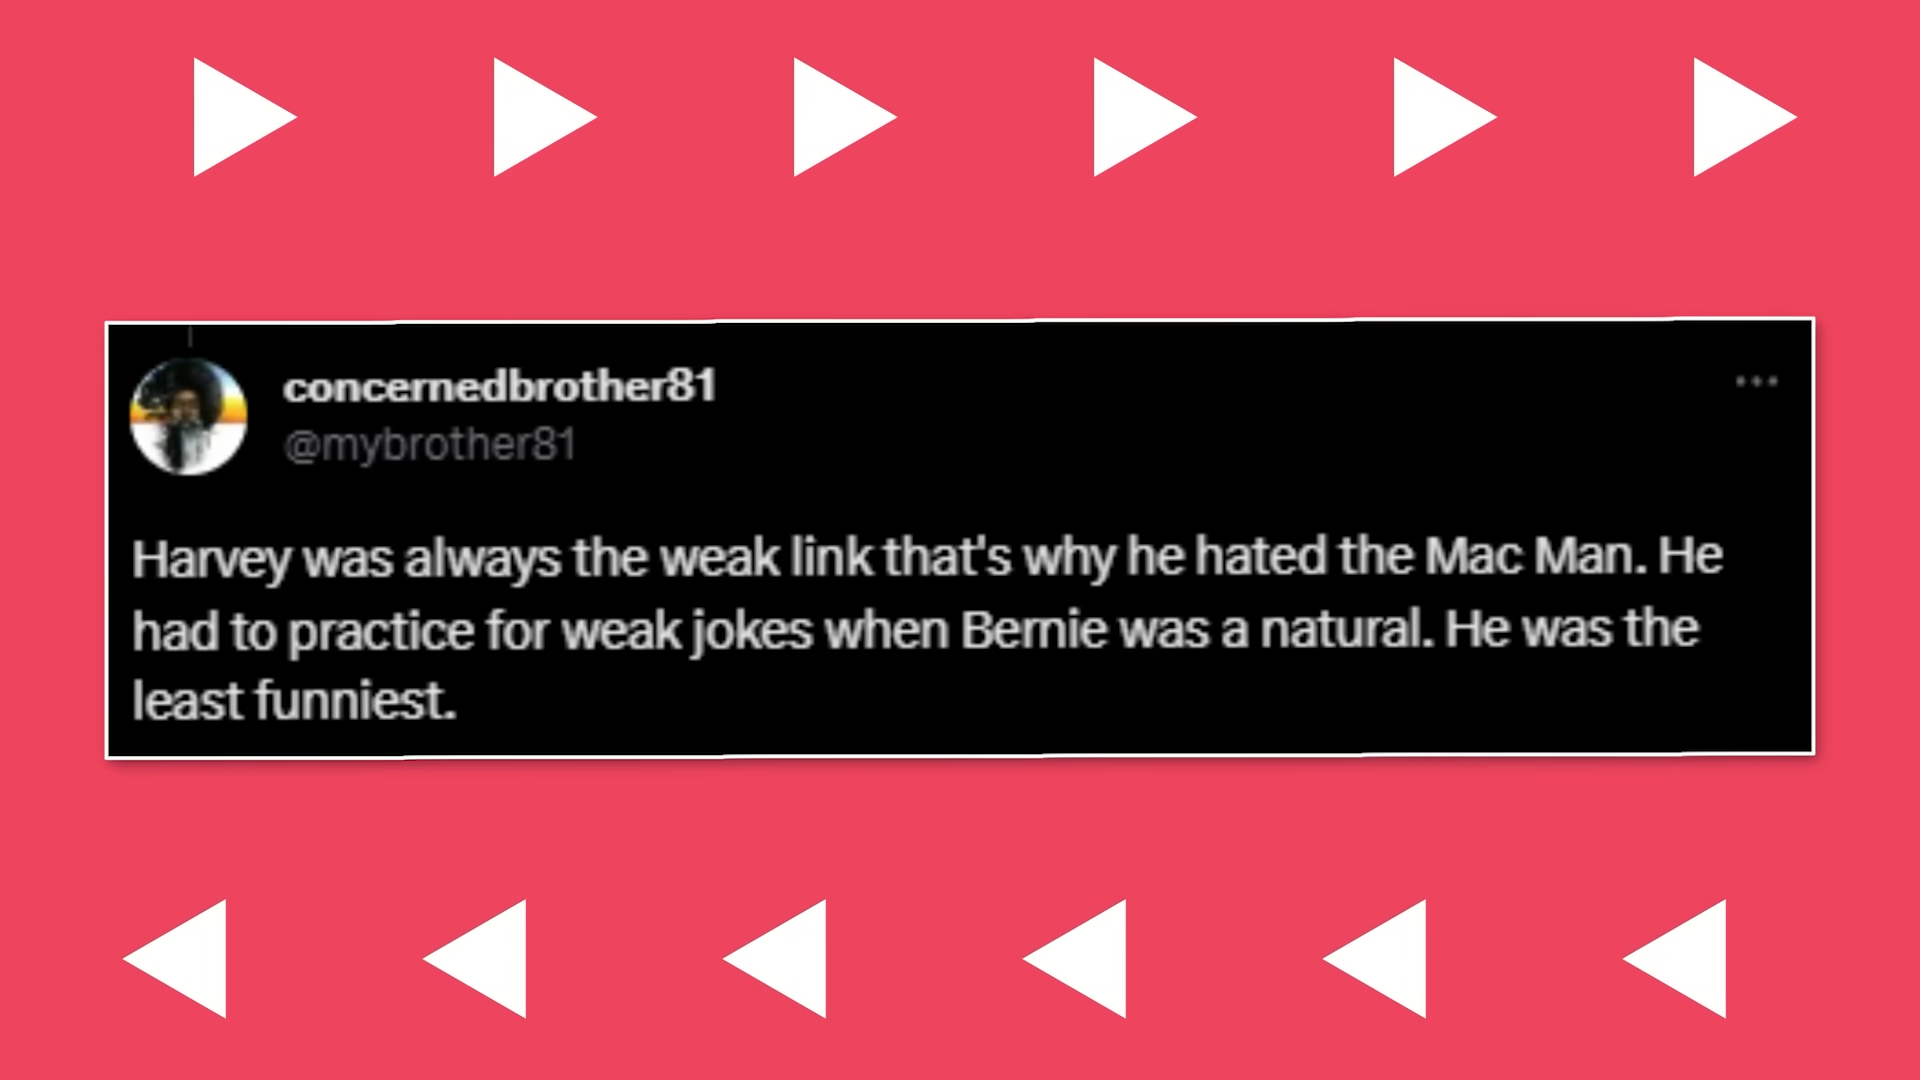 concernedbrother81
@mybrother81
Harvey was always the weak link that's why he hated the Mac Man. He
had to practice for weak jokes when Bernie was a natural. He was the
least funniest.